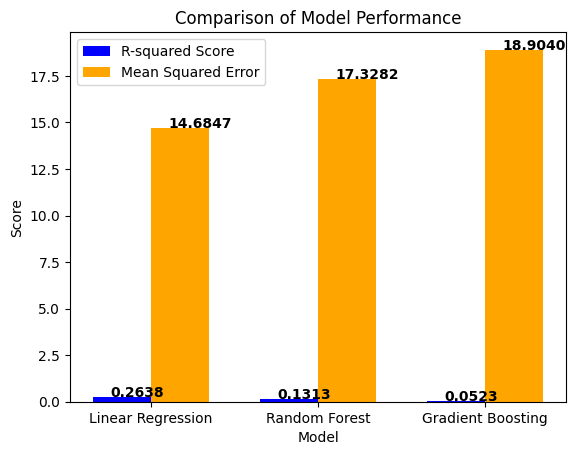 Comparison of Model Performance
R-squared Score
Mean Squared Error
18.9040
17.3282
14.6847
17.5
15.0
12.5
10.0
7.5
5.0
2.5
0.0
Score
0.2638
0.1313
0.0523
Linear Regression
Random Forest
Gradient Boosting
Model